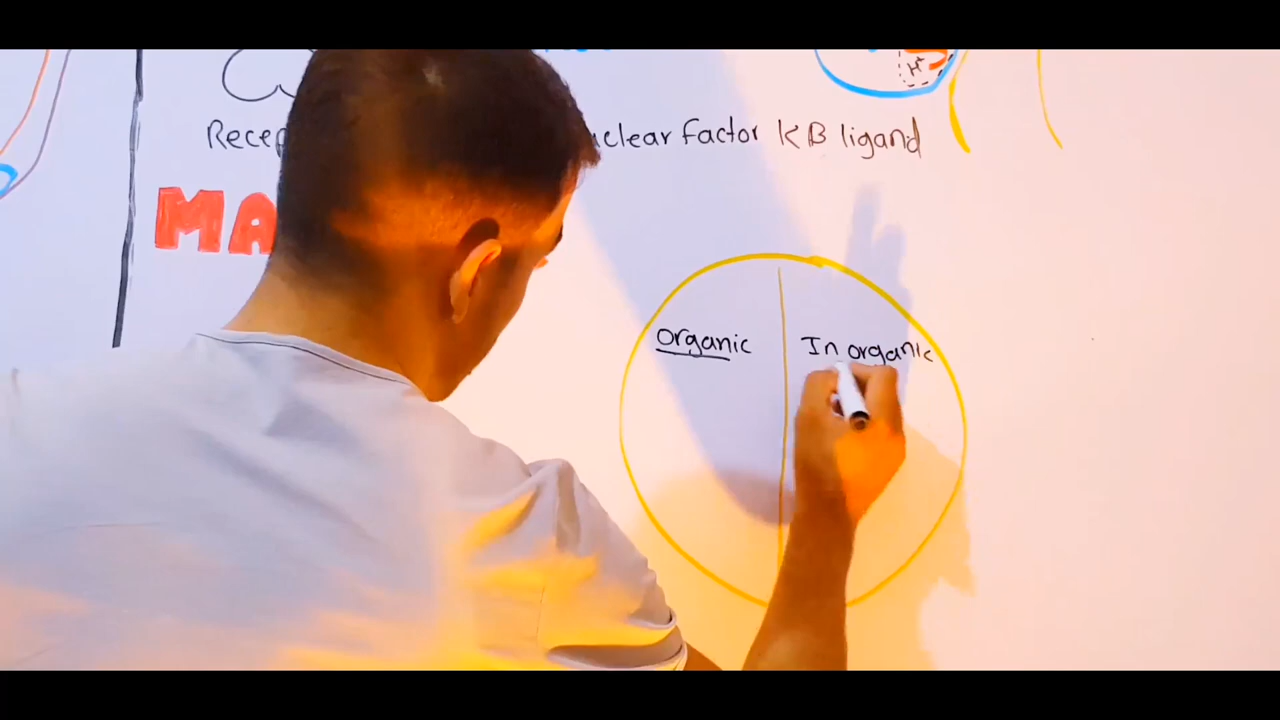 H+
Recep uclear Factor KB ligand
MA
Organic
In organic